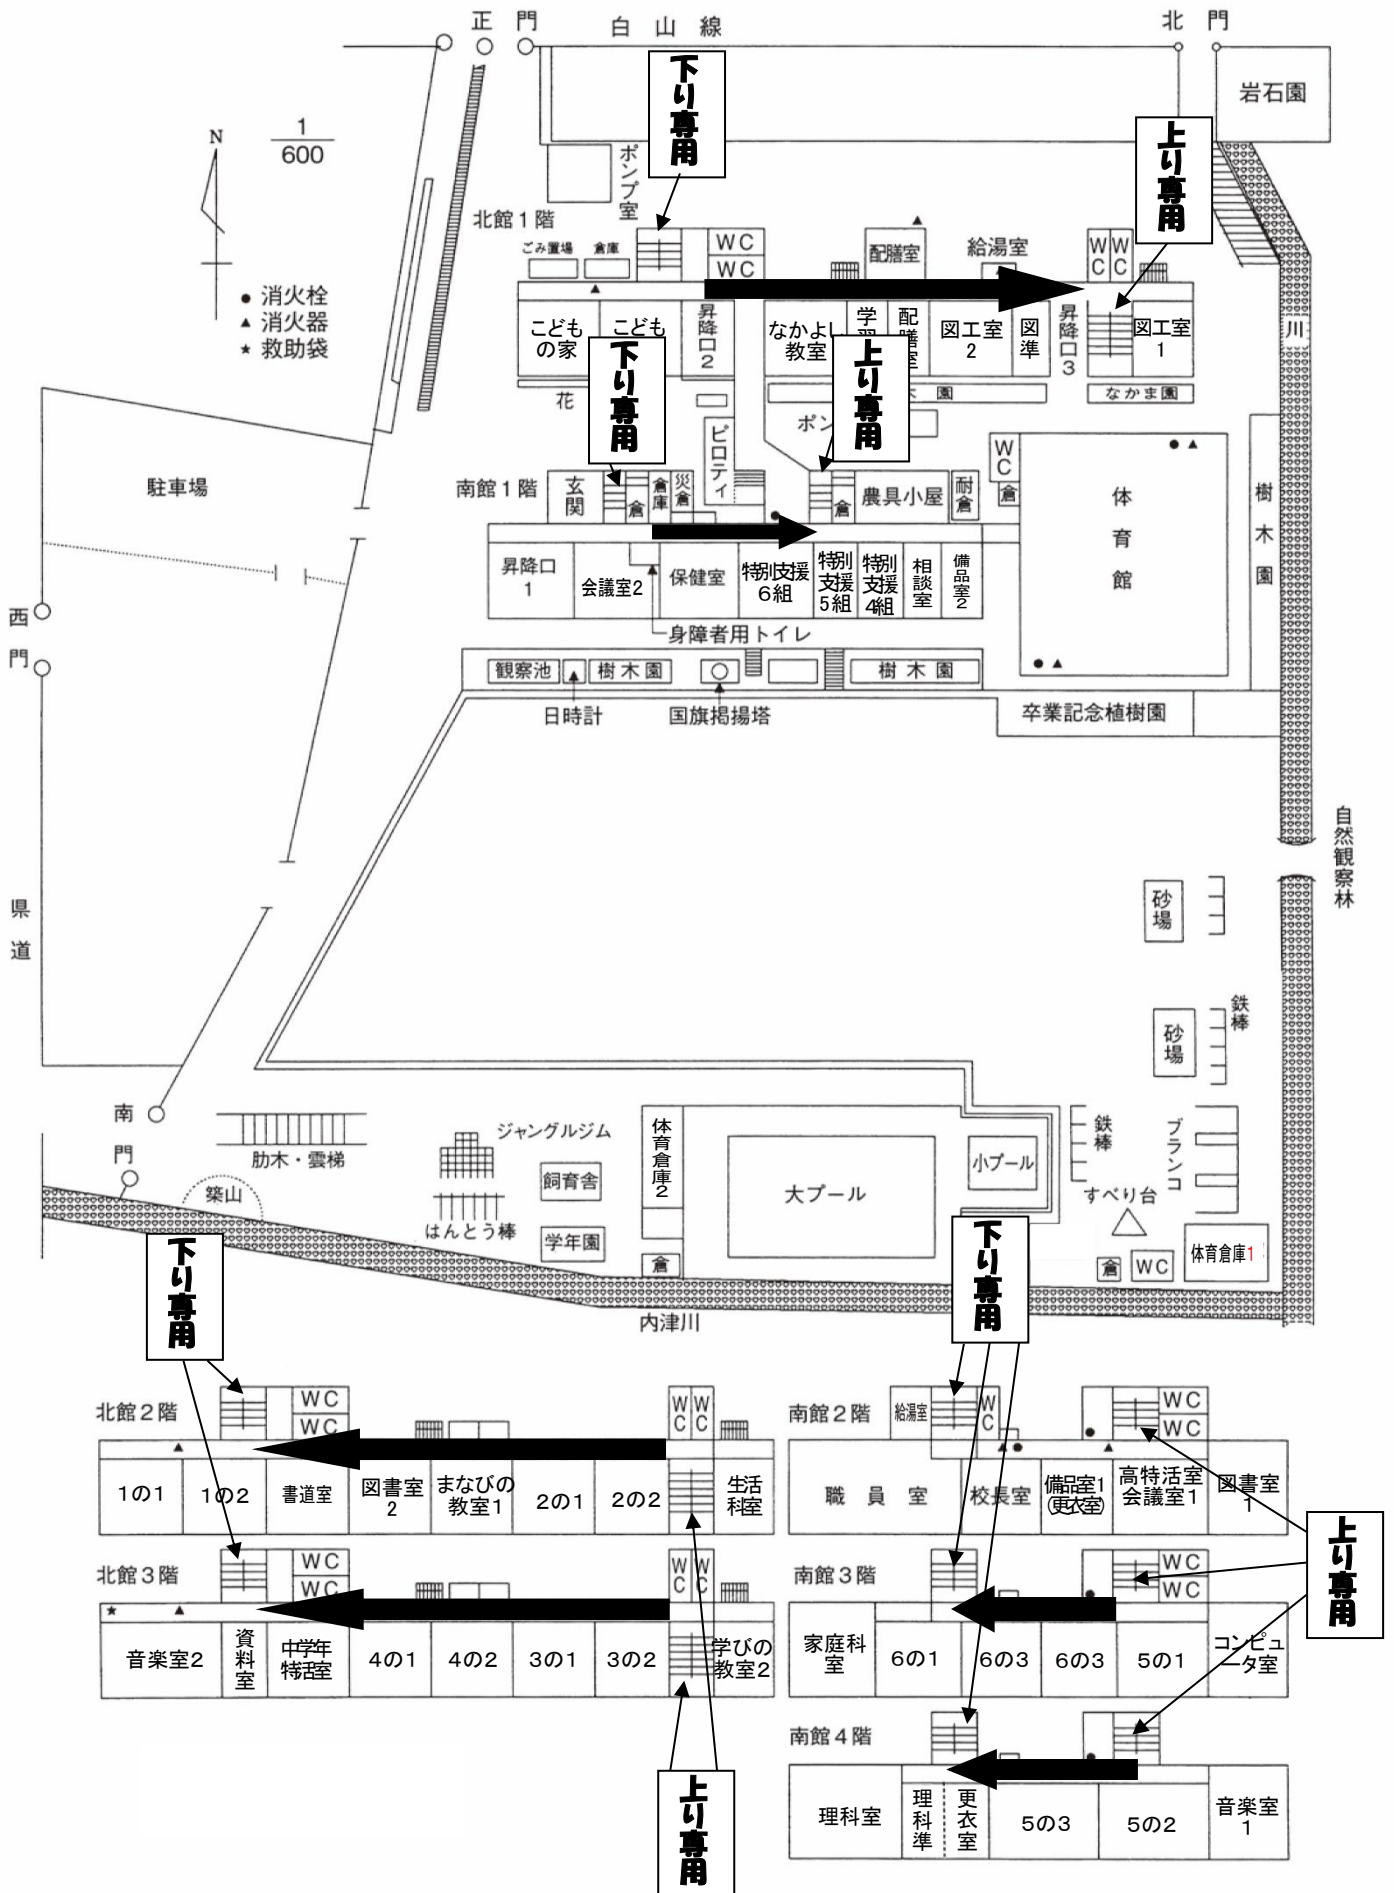 正門
白山線
北門
岩石園
N
1
600
下り専用
上り専用
ポンプ室
北館１階
ごみ置場
倉庫
WC
WC
配膳室
給湯室
WC
WC
●消火栓
▲消火器
★救助袋
こどもの家
こども
昇降口2
なかよし教室
学習
配膳室
図工室2
図準
昇降口3
図工室1
川
下り専用
上り専用
花
木園
なかま園
ポン
ピロティ
駐車場
南館１階
玄関
倉
倉庫
災倉
倉
農具小屋
耐倉
WC
倉
体育館
樹木園
昇降口1
会議室2
保健室
特別支援6組
特別支援5組
特別支援4組
相談室
備品室2
身障者用トイレ
西門
観察池
樹木園
樹木園
日時計
国旗掲揚塔
卒業記念植樹園
自然観察林
県道
砂場
鉄棒
砂場
南門
肋木・雲梯
ジャングルジム
飼育舎
体育倉庫2
大プール
小プール
鉄棒
ブランコ
すべり台
築山
はんとう棒
学年園
倉
倉
WC
体育倉庫1
内津川
下り専用
下り専用
北館２階
WC
WC
WC
WC
1の1
1の2
書道室
図書室2
まなびの教室1
2の1
2の2
生活科室
南館２階
給湯室
WC
WC
WC
職員室
校長室
備品室1(更衣室)
高特活室会議室1
図書室1
北館３階
WC
WC
WC
WC
音楽室2
資料室
中学年特活室
4の1
4の2
3の1
3の2
学びの教室2
南館３階
WC
WC
家庭科室
6の1
6の3
6の3
5の1
コンピュータ室
上り専用
南館４階
理科室
理科準
更衣室
5の3
5の2
音楽室1
上り専用